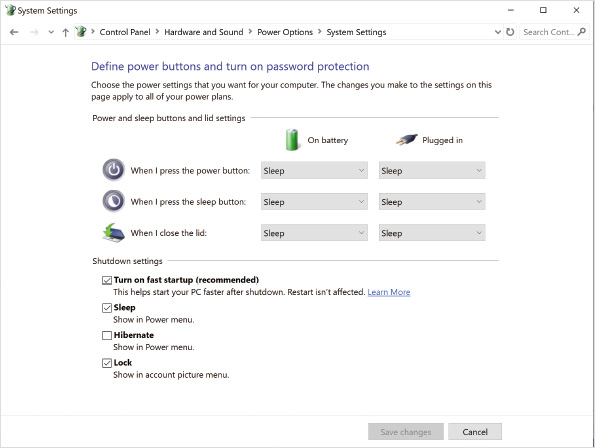 System Settings
Control Panel > Hardware and Sound > Power Options > System Settings
Search Cont...
Define power buttons and turn on password protection
Choose the power settings that you want for your computer. The changes you make to the settings on this
page apply to all of your power plans.
Power and sleep buttons and lid settings
On battery Plugged in
When I press the power button: Sleep Sleep
When I press the sleep button: Sleep Sleep
When I close the lid: Sleep Sleep
Shutdown settings
Turn on fast startup (recommended)
This helps start your PC faster after shutdown. Restart isn't affected. Learn More
Sleep
Show in Power menu.
Hibernate
Show in Power menu.
Lock
Show in account picture menu.
Save changes Cancel